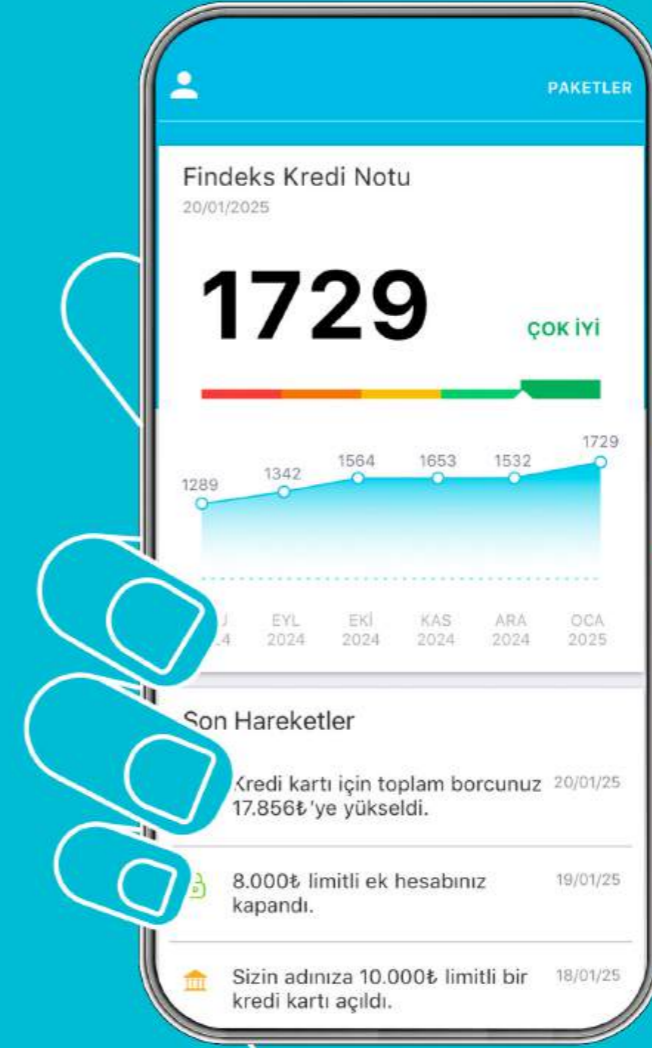 PAKETLER
Findeks Kredi Notu
20/01/2025
1729
ÇOK İYİ
1289 1342 1564 1653 1532 1729
EYL EKİ KAS ARA OCA
2024 2024 2024 2024 2025
Son Hareketler
Kredi kartı için toplam borcunuz 20/01/25
17.856₺'ye yükseldi.
8.000₺ limitli ek hesabınız 19/01/25
kapandı.
Sizin adınıza 10.000₺ limitli bir 18/01/25
kredi kartı açıldı.